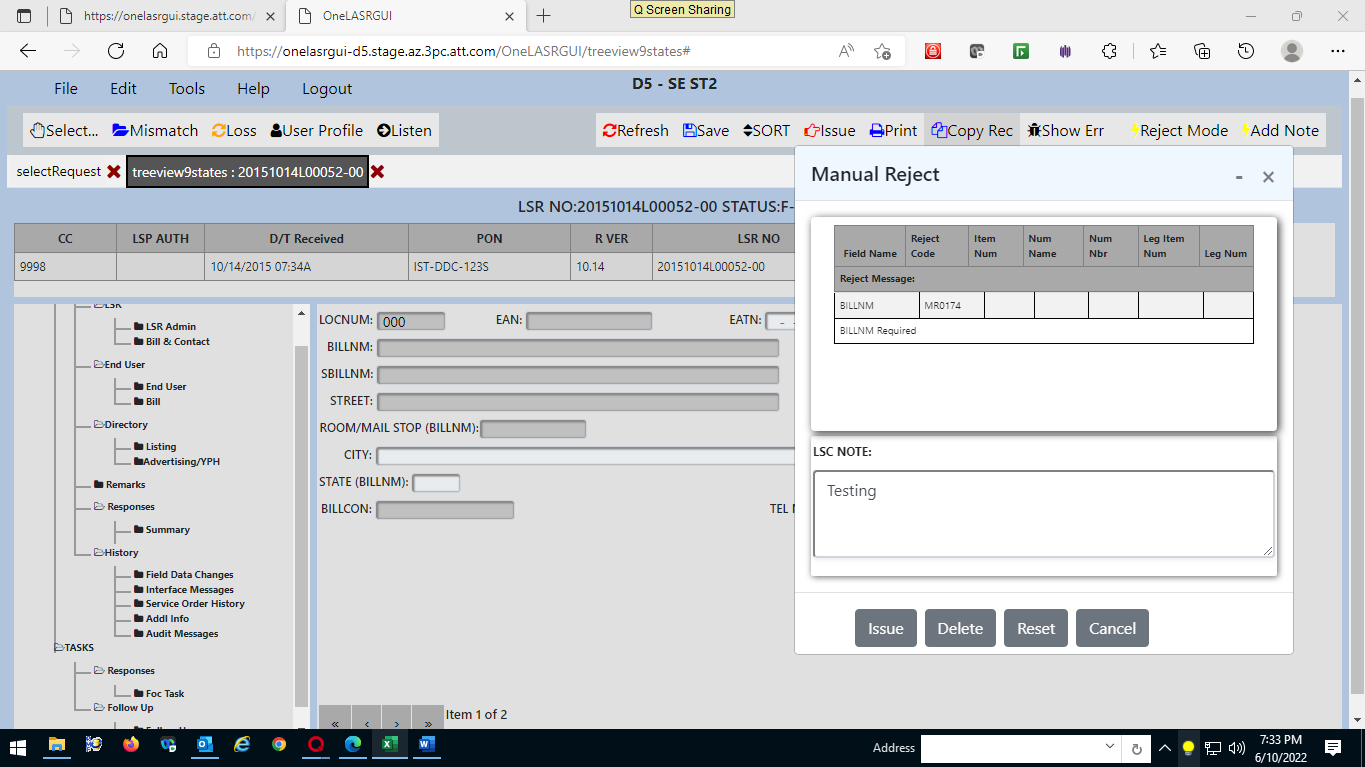 Q Screen Sharing
https://onelasrgui.stage.att.com/
OneLASRGUI
https://onelasrgui-d5.stage.az.3pc.att.com/OneLASRGUI/treeview9states#
File Edit Tools Help Logout
D5 - SE ST2
Select... Mismatch Loss User Profile Listen
Refresh Save SORT Issue Print Copy Rec Show Err Reject Mode Add Note
selectRequest treeview9states : 20151014L00052-00
LSR NO:20151014L00052-00 STATUS:F-
CC LSP AUTH D/T Received PON R VER LSR NO
9998 10/14/2015 07:34A IST-DDC-123S 10.14 20151014L00052-00
LSR
LSR Admin
Bill & Contact
End User
End User
Bill
Directory
Listing
Advertising/YPH
Remarks
Responses
Summary
History
Field Data Changes
Interface Messages
Service Order History
Addl Info
Audit Messages
TASKS
Responses
Foc Task
Follow Up
LOCNUM: 000 EAN: EATN: - -
BILLNM:
SBILLNM:
STREET:
ROOM/MAIL STOP (BILLNM):
CITY:
STATE (BILLNM):
BILLCON: TEL
« ‹ › » Item 1 of 2
Manual Reject - ×
Field Name Reject Code Item Num Num Name Num Nbr Leg Item Num Leg Num
Reject Message:
BILLNM MR0174
BILLNM Required
LSC NOTE:
Testing
Issue Delete Reset Cancel
Address
7:33 PM
6/10/2022